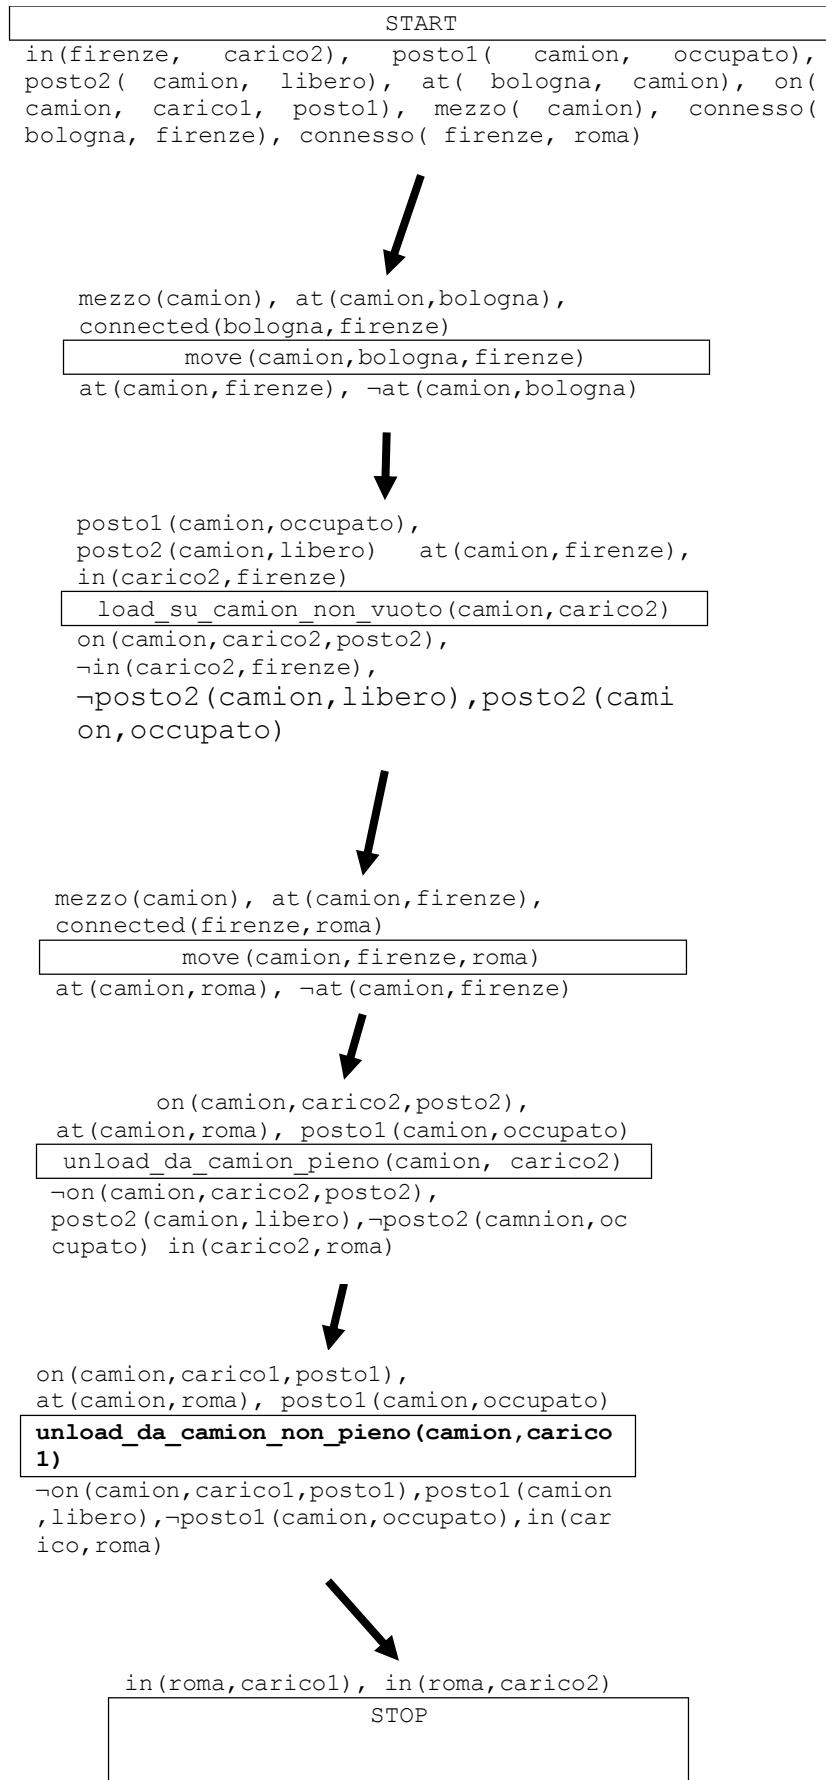 START
in(firenze, carico2), posto1( camion, occupato),
posto2( camion, libero), at( bologna, camion), on(
camion, carico1, posto1), mezzo( camion), connesso(
bologna, firenze), connesso( firenze, roma)
mezzo(camion), at(camion,bologna),
connected(bologna,firenze)
move(camion,bologna,firenze)
at(camion,firenze), ¬at(camion,bologna)
posto1(camion,occupato),
posto2(camion,libero) at(camion,firenze),
in(carico2,firenze)
load_su_camion_non_vuoto(camion,carico2)
on(camion,carico2,posto2),
¬in(carico2,firenze),
¬posto2(camion,libero),posto2(cami
on,occupato)
mezzo(camion), at(camion,firenze),
connected(firenze,roma)
move(camion,firenze,roma)
at(camion,roma), ¬at(camion,firenze)
on(camion,carico2,posto2),
at(camion,roma), posto1(camion,occupato)
unload_da_camion_pieno(camion, carico2)
¬on(camion,carico2,posto2),
posto2(camion,libero),¬posto2(camnion,oc
cupato) in(carico2,roma)
on(camion,carico1,posto1),
at(camion,roma), posto1(camion,occupato)
unload_da_camion_non_pieno(camion,carico
1)
¬on(camion,carico1,posto1),posto1(camion
,libero),¬posto1(camion,occupato),in(car
ico,roma)
in(roma,carico1), in(roma,carico2)
STOP